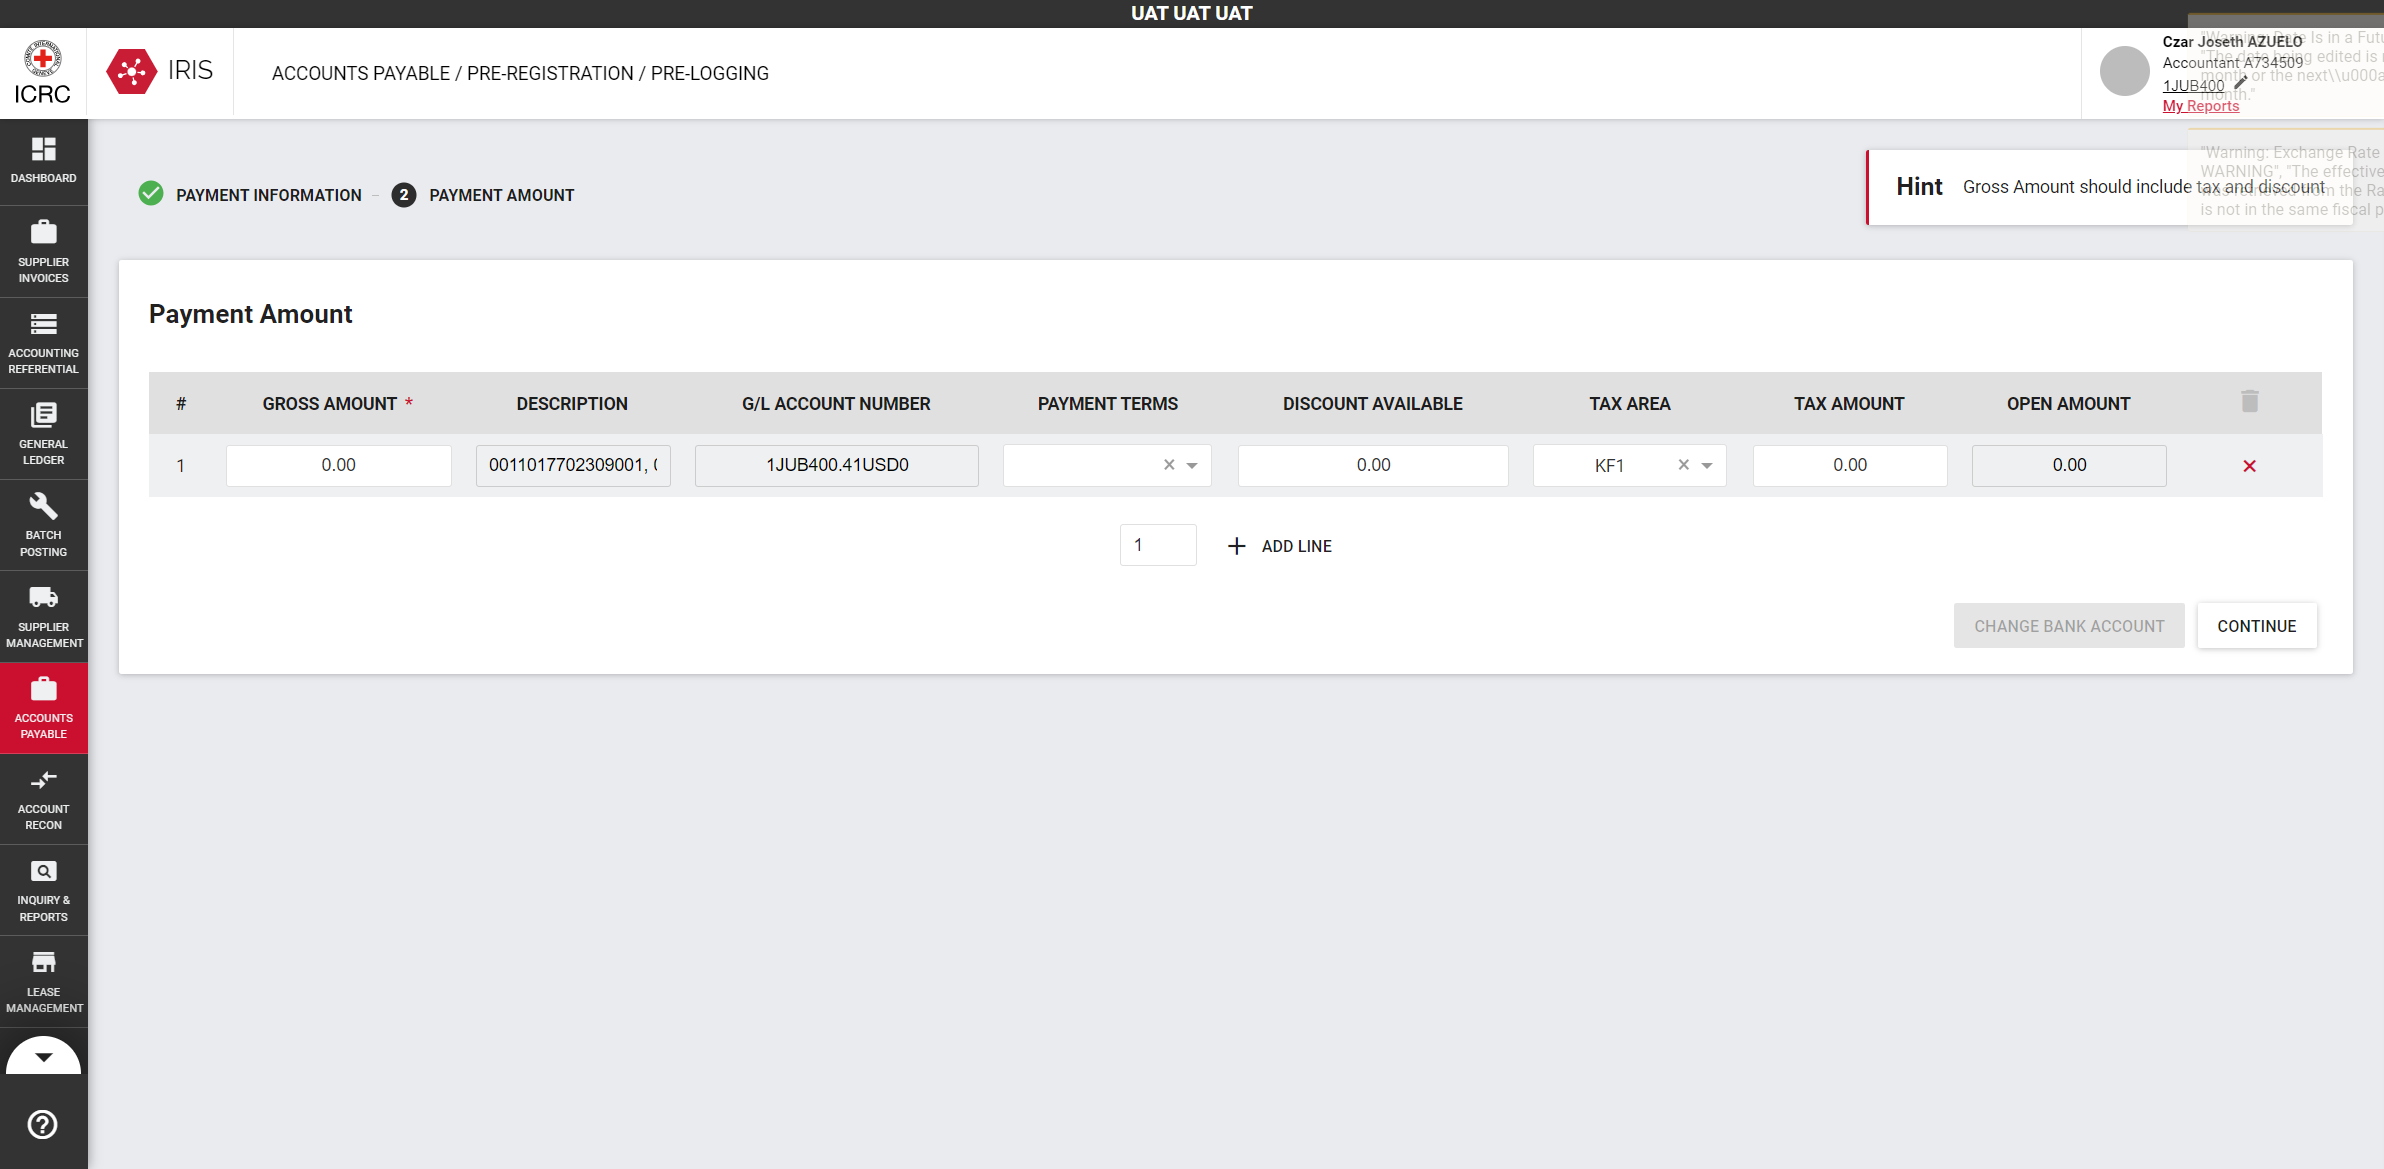 UAT UAT UAT
ICRC
IRIS
ACCOUNTS PAYABLE / PRE-REGISTRATION / PRE-LOGGING
Czar Joseth AZUELO
Accountant A734509
1JUB400
My Reports
"Warning: Date Is in a Futu
"The date being edited is
month or the next\\u000a
month."
DASHBOARD
SUPPLIER
INVOICES
ACCOUNTING
REFERENTIAL
GENERAL
LEDGER
BATCH
POSTING
SUPPLIER
MANAGEMENT
ACCOUNTS
PAYABLE
ACCOUNT
RECON
INQUIRY &
REPORTS
LEASE
MANAGEMENT
PAYMENT INFORMATION – 2 PAYMENT AMOUNT
Hint Gross Amount should include tax and discount
"Warning: Exchange Rate
WARNING", "The effective
was retrieved from the Ra
is not in the same fiscal p
Payment Amount
# GROSS AMOUNT * DESCRIPTION G/L ACCOUNT NUMBER PAYMENT TERMS DISCOUNT AVAILABLE TAX AREA TAX AMOUNT OPEN AMOUNT
1 0.00 0011017702309001, 1JUB400.41USD0 0.00 KF1 0.00 0.00
1 ADD LINE
CHANGE BANK ACCOUNT CONTINUE